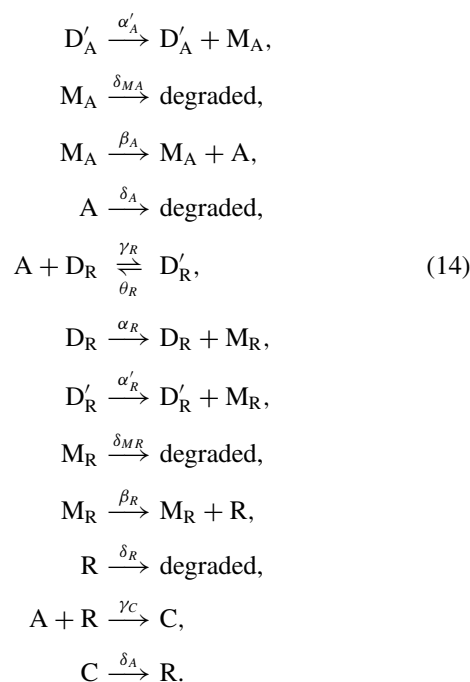 D′_A —α′_A→ D′_A + M_A,
M_A —δ_MA→ degraded,
M_A —β_A→ M_A + A,
A —δ_A→ degraded,
A + D_R ⇌ (γ_R / θ_R) D′_R, (14)
D_R —α_R→ D_R + M_R,
D′_R —α′_R→ D′_R + M_R,
M_R —δ_MR→ degraded,
M_R —β_R→ M_R + R,
R —δ_R→ degraded,
A + R —γ_C→ C,
C —δ_A→ R.